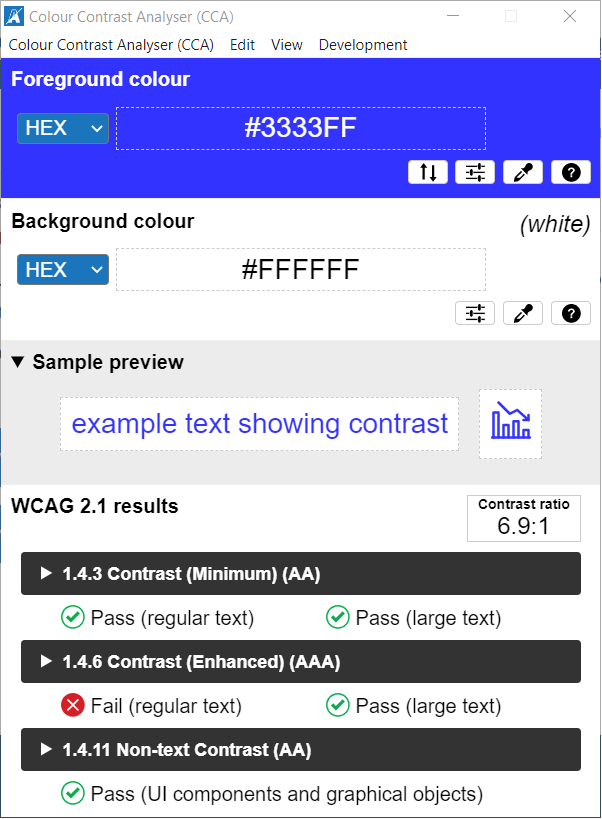 Colour Contrast Analyser (CCA)
Colour Contrast Analyser (CCA) Edit View Development
Foreground colour
HEX #3333FF
?
Background colour (white)
HEX #FFFFFF
?
▼ Sample preview
example text showing contrast
WCAG 2.1 results
Contrast ratio
6.9:1
1.4.3 Contrast (Minimum) (AA)
Pass (regular text) Pass (large text)
1.4.6 Contrast (Enhanced) (AAA)
Fail (regular text) Pass (large text)
1.4.11 Non-text Contrast (AA)
Pass (UI components and graphical objects)